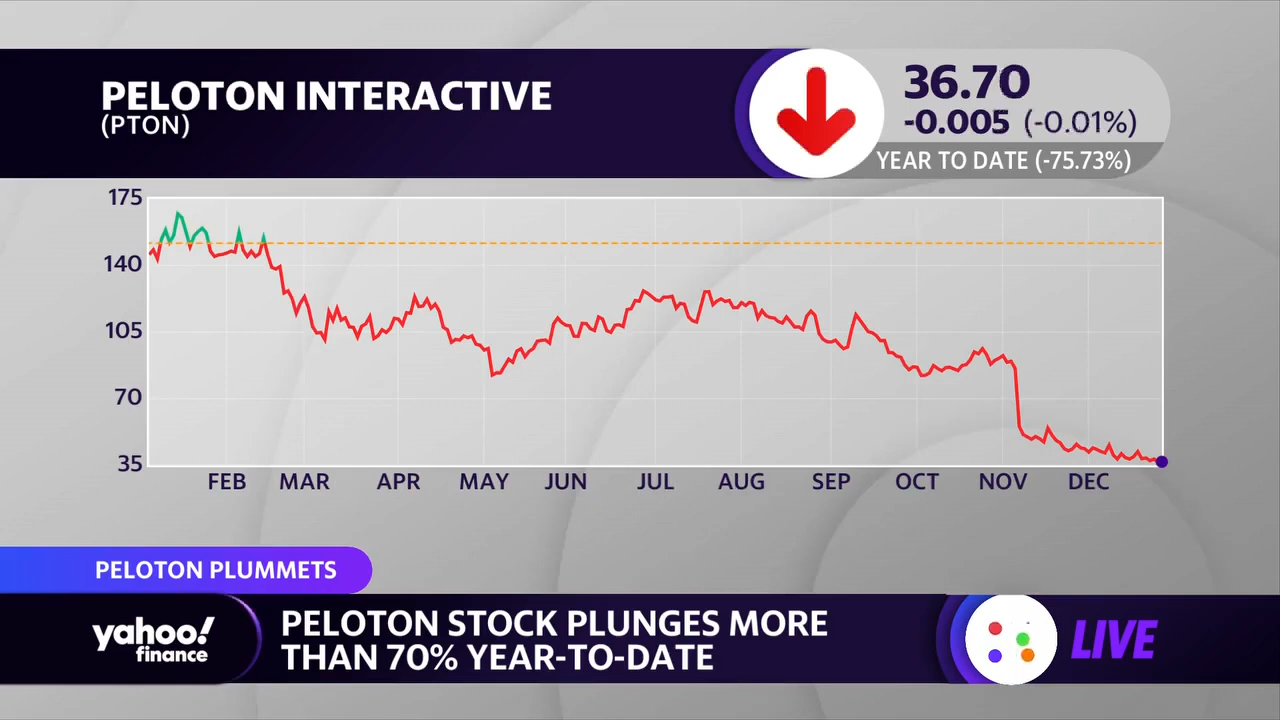 PELOTON INTERACTIVE
(PTON)
36.70
-0.005 (-0.01%)
YEAR TO DATE (-75.73%)
175
140
105
70
35
FEB MAR APR MAY JUN JUL AUG SEP OCT NOV DEC
PELOTON PLUMMETS
yahoo!
finance
PELOTON STOCK PLUNGES MORE
THAN 70% YEAR-TO-DATE
LIVE